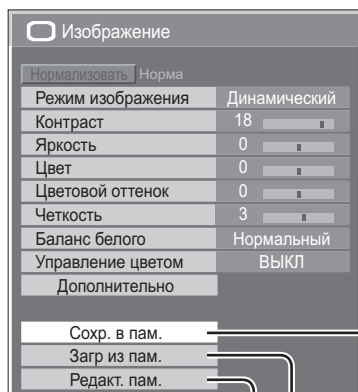 Изображение
Нормализовать Норма
Режим изображения Динамический
Контраст 18
Яркость 0
Цвет 0
Цветовой оттенок 0
Четкость 3
Баланс белого Нормальный
Управление цветом ВЫКЛ
Дополнительно
Сохр. в пам.
Загр из пам.
Редакт. пам.